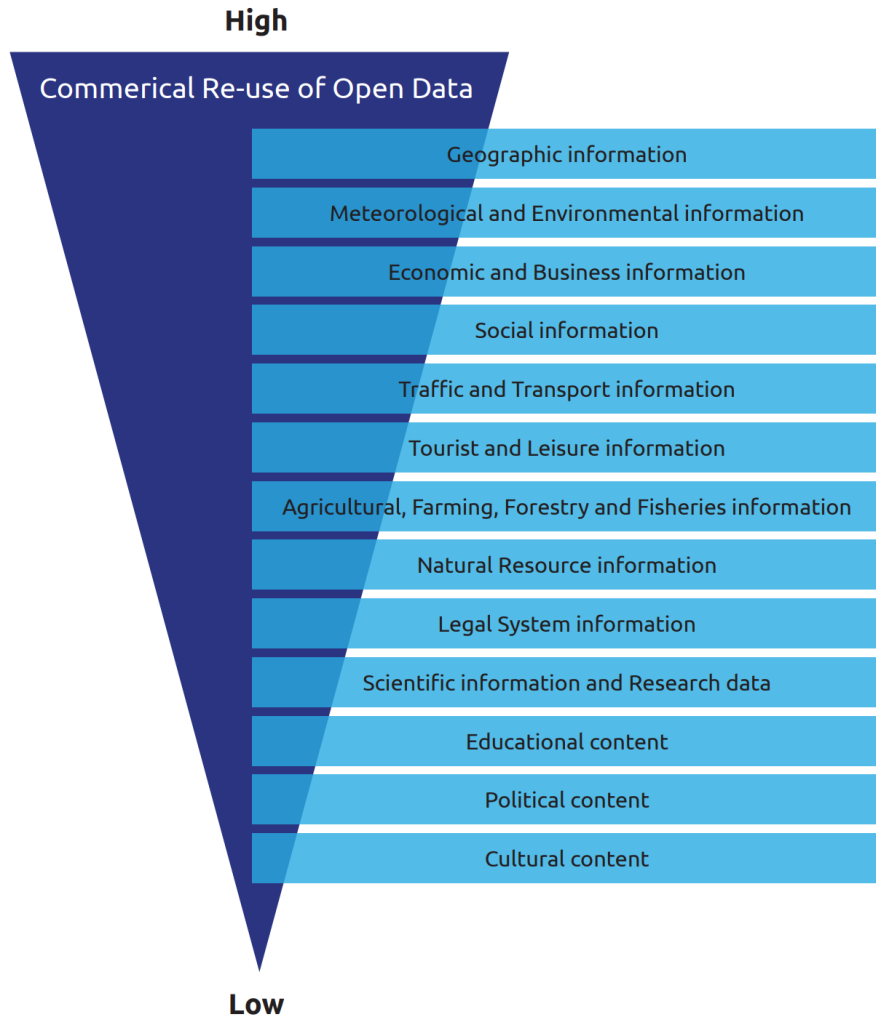 High
Commerical Re-use of Open Data
Geographic information
Meteorological and Environmental information
Economic and Business information
Social information
Traffic and Transport information
Tourist and Leisure information
Agricultural, Farming, Forestry and Fisheries information
Natural Resource information
Legal System information
Scientific information and Research data
Educational content
Political content
Cultural content
Low